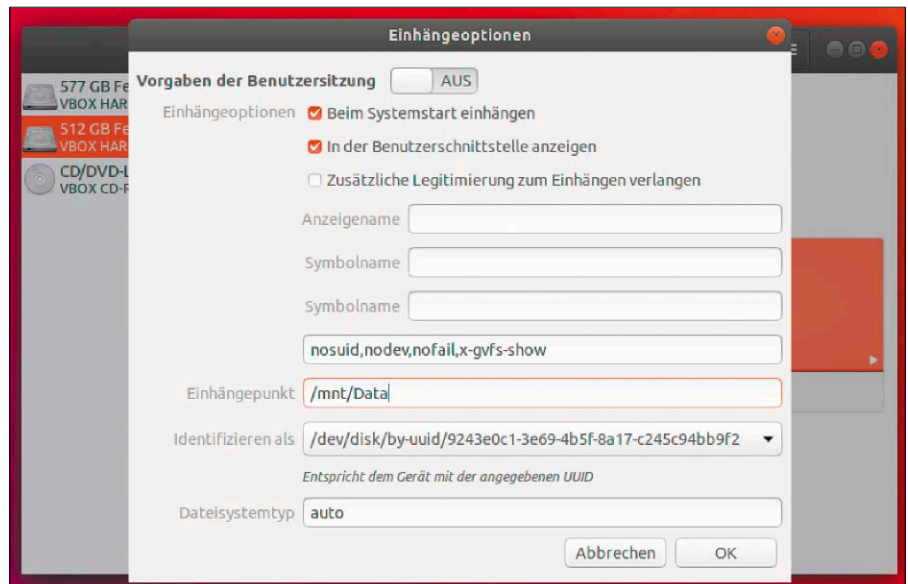 Einhängeoptionen
577 GB Fe
VBOX HAR
512 GB Fe
VBOX HAR
CD/DVD-L
VBOX CD-R
Vorgaben der Benutzersitzung AUS
Einhängeoptionen Beim Systemstart einhängen
In der Benutzerschnittstelle anzeigen
Zusätzliche Legitimierung zum Einhängen verlangen
Anzeigename
Symbolname
Symbolname
nosuid,nodev,nofail,x-gvfs-show
Einhängepunkt /mnt/Data
Identifizieren als /dev/disk/by-uuid/9243e0c1-3e69-4b5f-8a17-c245c94bb9f2
Entspricht dem Gerät mit der angegebenen UUID
Dateisystemtyp auto
Abbrechen OK